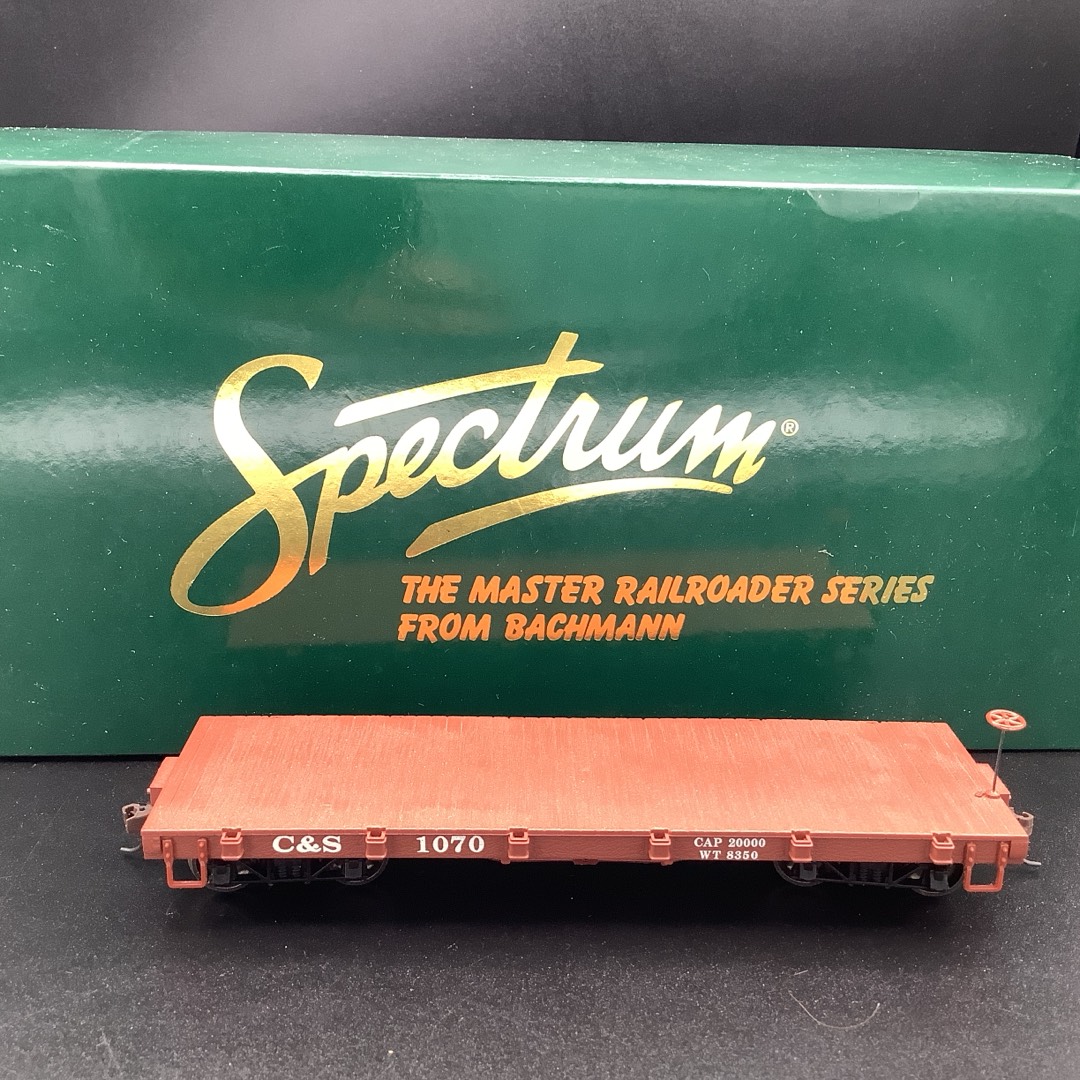 Spectrum®
THE MASTER RAILROADER SERIES
FROM BACHMANN
C&S 1070 CAP 20000
WT 8350